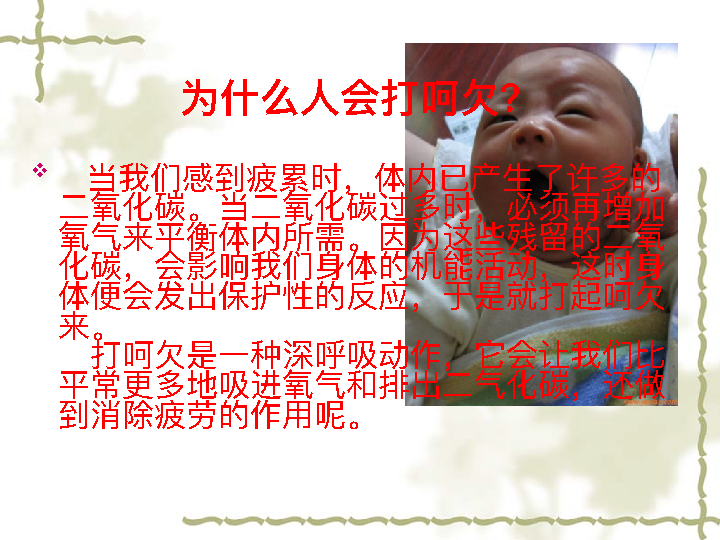 为什么人会打呵欠?
当我们感到疲累时，体内已产生了许多的
二氧化碳。当二氧化碳过多时，必须再增加
氧气来平衡体内所需。因为这些残留的二氧
化碳，会影响我们身体的机能活动，这时身
体便会发出保护性的反应，于是就打起呵欠
来。
打呵欠是一种深呼吸动作，它会让我们比
平常更多地吸进氧气和排出二气化碳，还做
到消除疲劳的作用呢。